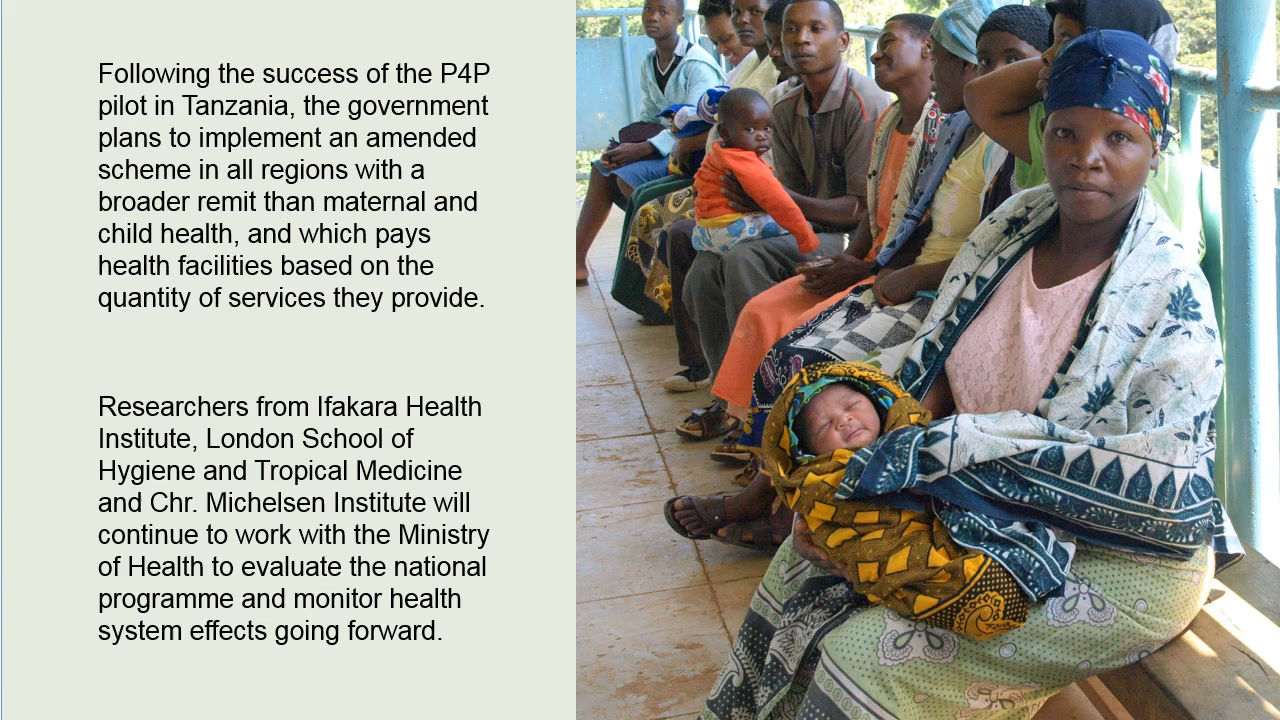 Following the success of the P4P
pilot in Tanzania, the government
plans to implement an amended
scheme in all regions with a
broader remit than maternal and
child health, and which pays
health facilities based on the
quantity of services they provide.
Researchers from Ifakara Health
Institute, London School of
Hygiene and Tropical Medicine
and Chr. Michelsen Institute will
continue to work with the Ministry
of Health to evaluate the national
programme and monitor health
system effects going forward.